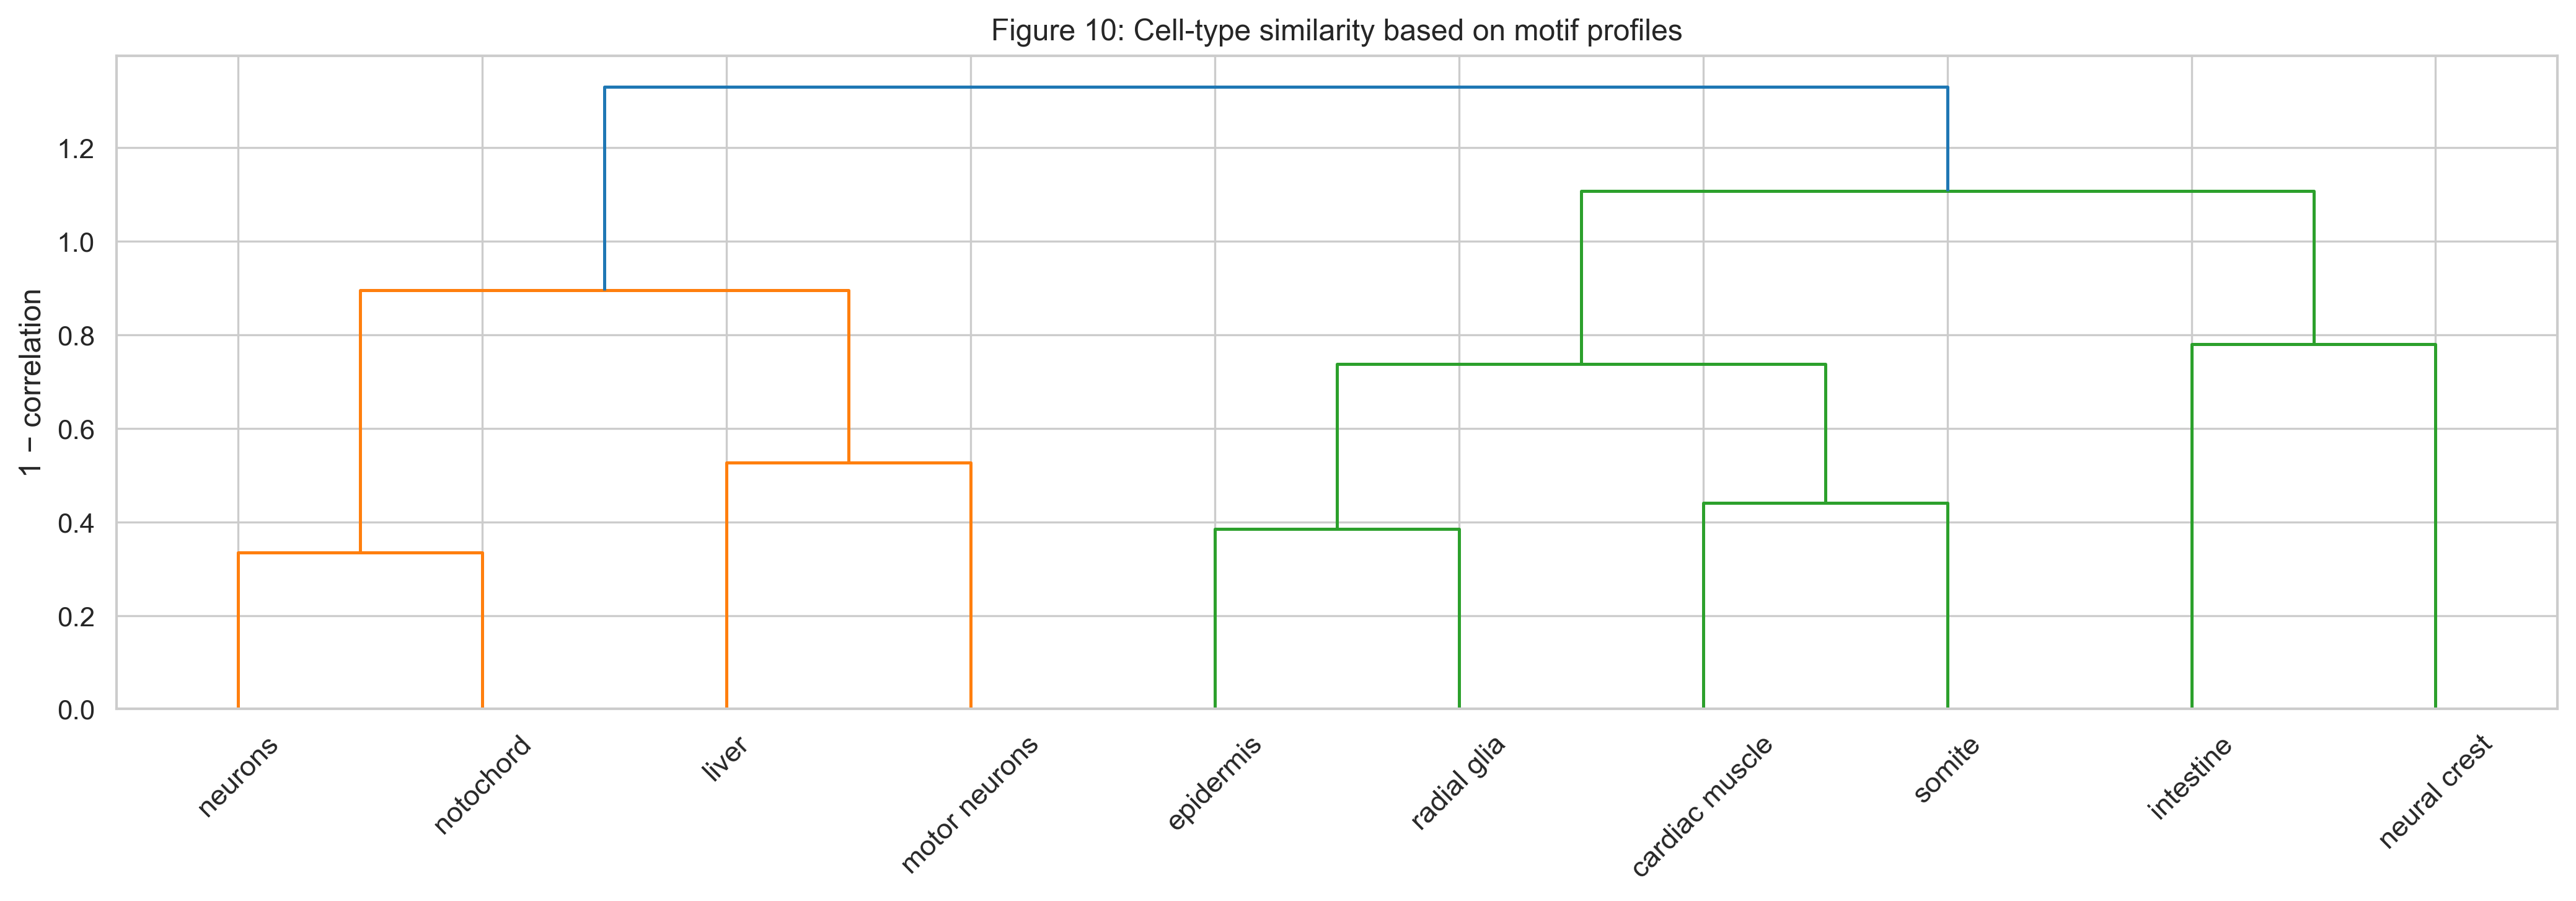 Figure 10: Cell-type similarity based on motif profiles
1 − correlation
1.2
1.0
0.8
0.6
0.4
0.2
0.0
neurons
notochord
liver
motor neurons
epidermis
radial glia
cardiac muscle
somite
intestine
neural crest